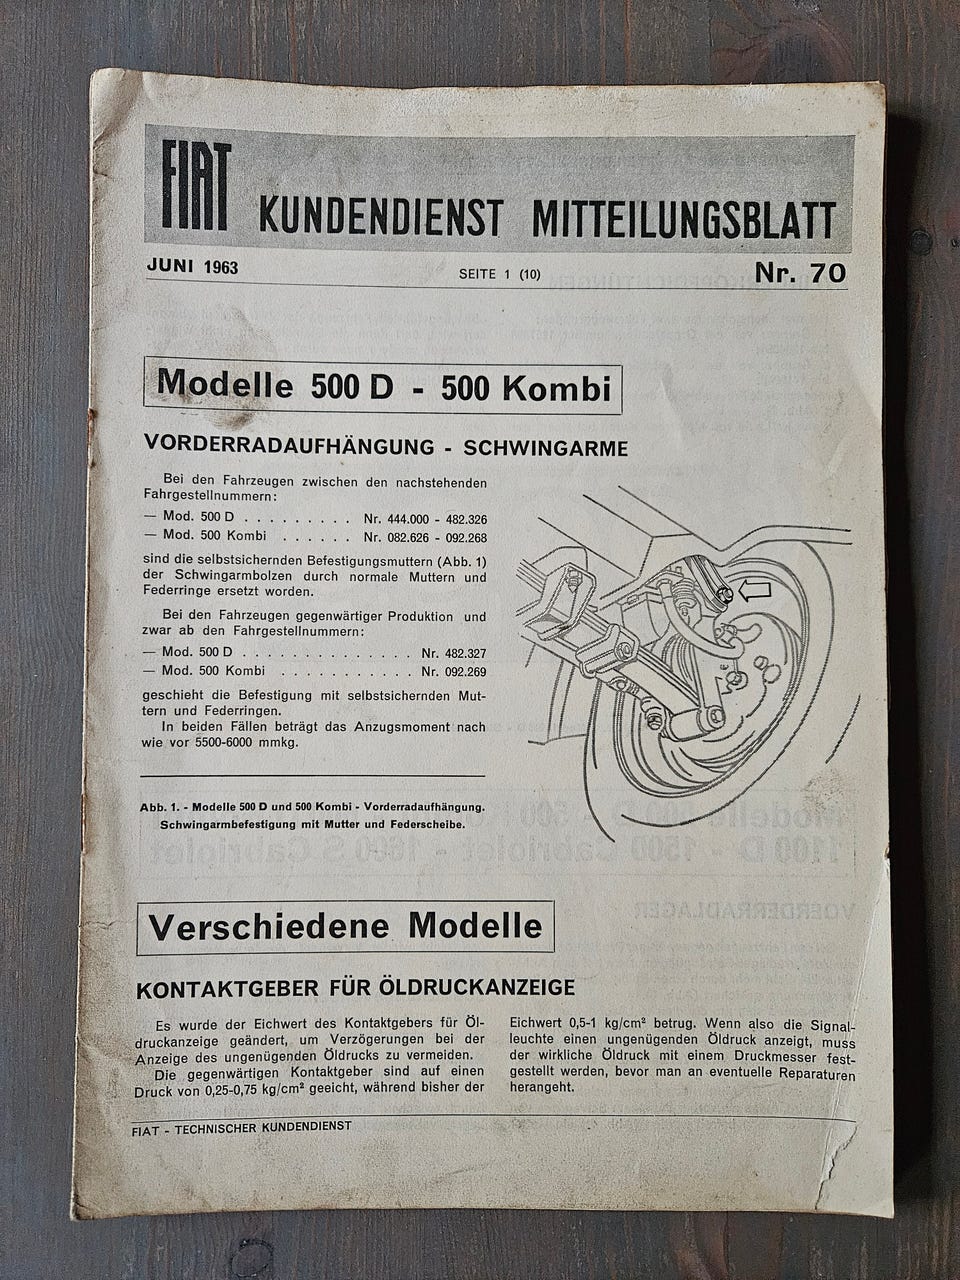 FIAT KUNDENDIENST MITTEILUNGSBLATT
JUNI 1963 SEITE 1 (10) Nr. 70
Modelle 500 D - 500 Kombi
VORDERRADAUFHÄNGUNG - SCHWINGARME
Bei den Fahrzeugen zwischen den nachstehenden
Fahrgestellnummern:
— Mod. 500 D . . . . . . . . . Nr. 444.000 - 482.326
— Mod. 500 Kombi . . . . . . Nr. 082.626 - 092.268
sind die selbstsichernden Befestigungsmuttern (Abb. 1)
der Schwingarmbolzen durch normale Muttern und
Federringe ersetzt worden.
Bei den Fahrzeugen gegenwärtiger Produktion und
zwar ab den Fahrgestellnummern:
— Mod. 500 D . . . . . . . . . . . . . . Nr. 482.327
— Mod. 500 Kombi . . . . . . . . . . . Nr. 092.269
geschieht die Befestigung mit selbstsichernden Mut-
tern und Federringen.
In beiden Fällen beträgt das Anzugsmoment nach
wie vor 5500-6000 mmkg.
Abb. 1. - Modelle 500 D und 500 Kombi - Vorderradaufhängung.
Schwingarmbefestigung mit Mutter und Federscheibe.
Verschiedene Modelle
KONTAKTGEBER FÜR ÖLDRUCKANZEIGE
Es wurde der Eichwert des Kontaktgebers für Öl-
druckanzeige geändert, um Verzögerungen bei der
Anzeige des ungenügenden Öldrucks zu vermeiden.
Die gegenwärtigen Kontaktgeber sind auf einen
Druck von 0,25-0,75 kg/cm² geeicht, während bisher der
Eichwert 0,5-1 kg/cm² betrug. Wenn also die Signal-
leuchte einen ungenügenden Öldruck anzeigt, muss
der wirkliche Öldruck mit einem Druckmesser fest-
gestellt werden, bevor man an eventuelle Reparaturen
herangeht.
FIAT - TECHNISCHER KUNDENDIENST